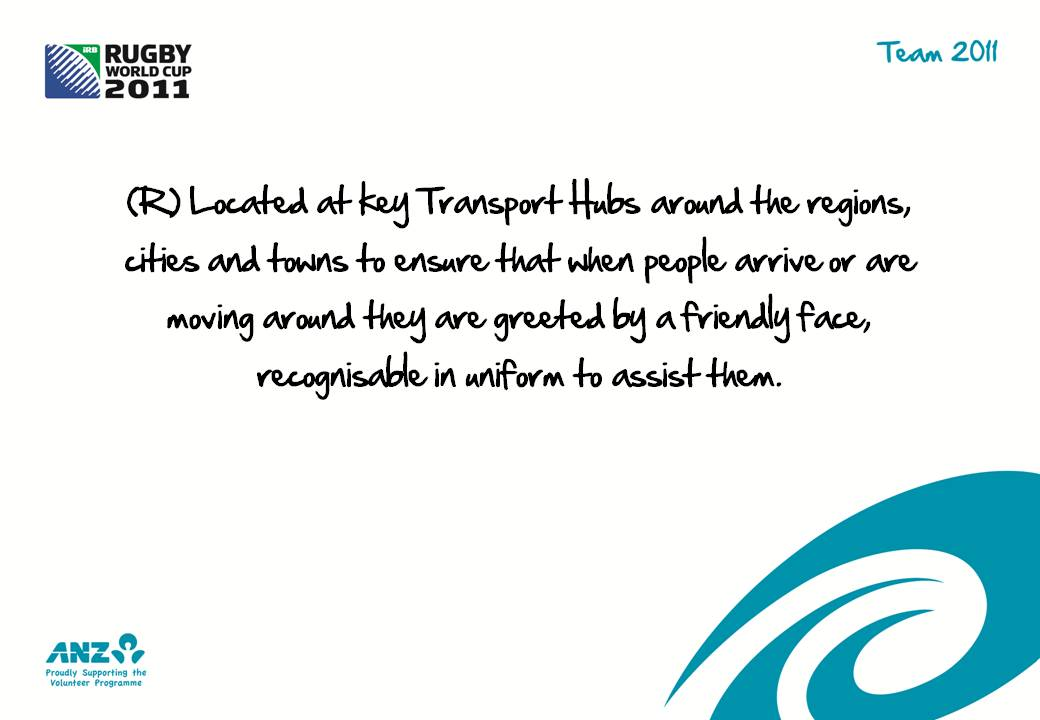 iRB
RUGBY
WORLD CUP
2011
Team 2011
(R) Located at key Transport Hubs around the regions,
cities and towns to ensure that when people arrive or are
moving around they are greeted by a friendly face,
recognisable in uniform to assist them.
ANZ
Proudly Supporting the
Volunteer Programme